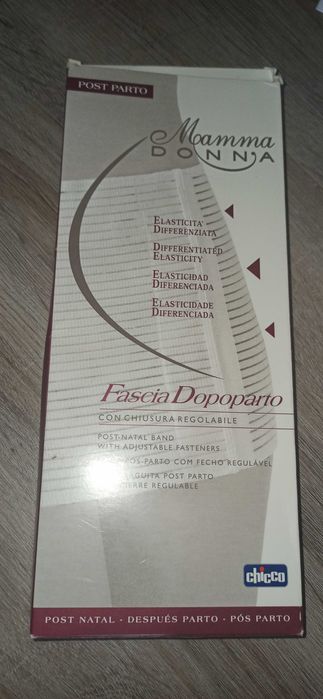 POST PARTO
Mamma
DONNA
ELASTICITA'
DIFFERENZIATA
DIFFERENTIATED
ELASTICITY
ELASTICIDAD
DIFERENCIADA
ELASTICIDADE
DIFERENCIADA
Fascia Dopoparto
CON CHIUSURA REGOLABILE
POST-NATAL BAND
WITH ADJUSTABLE FASTENERS
PÓS-PARTO COM FECHO REGULÁVEL
POST PARTO
REGULABLE
chicco
POST NATAL · DESPUÉS PARTO · PÓS PARTO